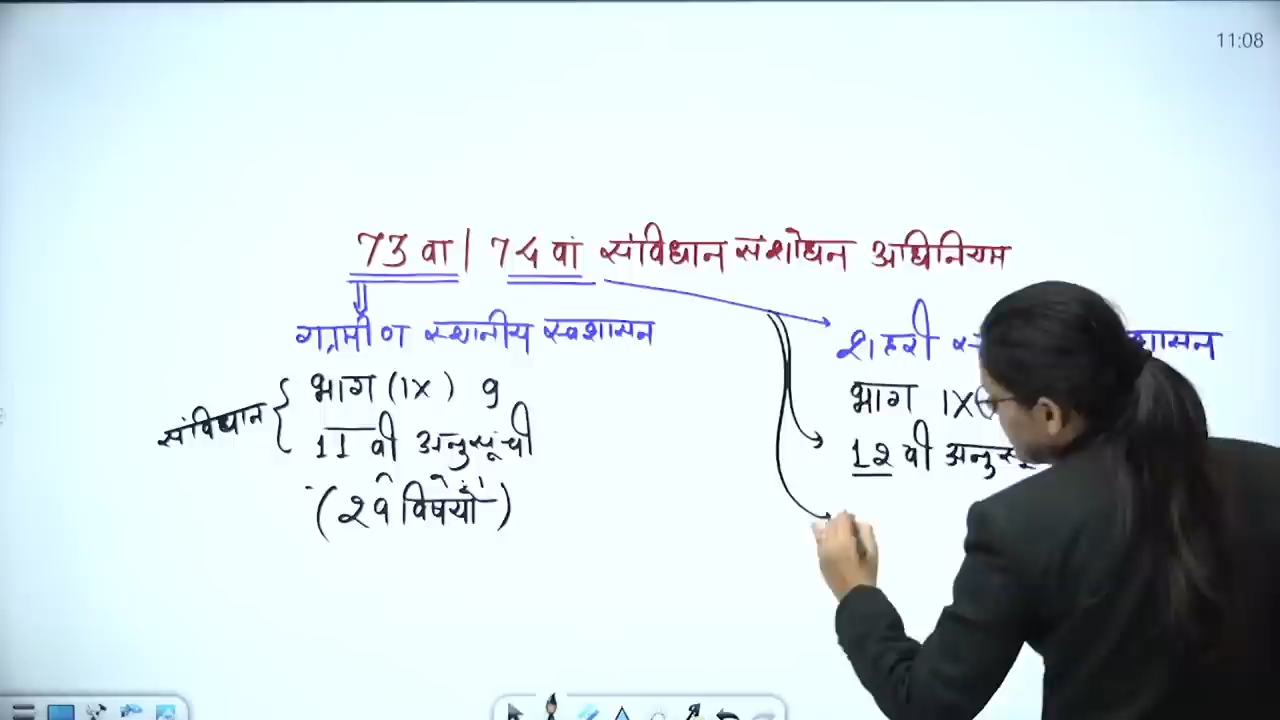 11:08
73 वा | 74 वां संविधान संशोधन अधिनियम
ग्रामीण स्थानीय स्वशासन
शहरी
भाग (IX) 9
संविधान
11 वी अनुसूची
(29 विषयों)
भाग IX
12 वी